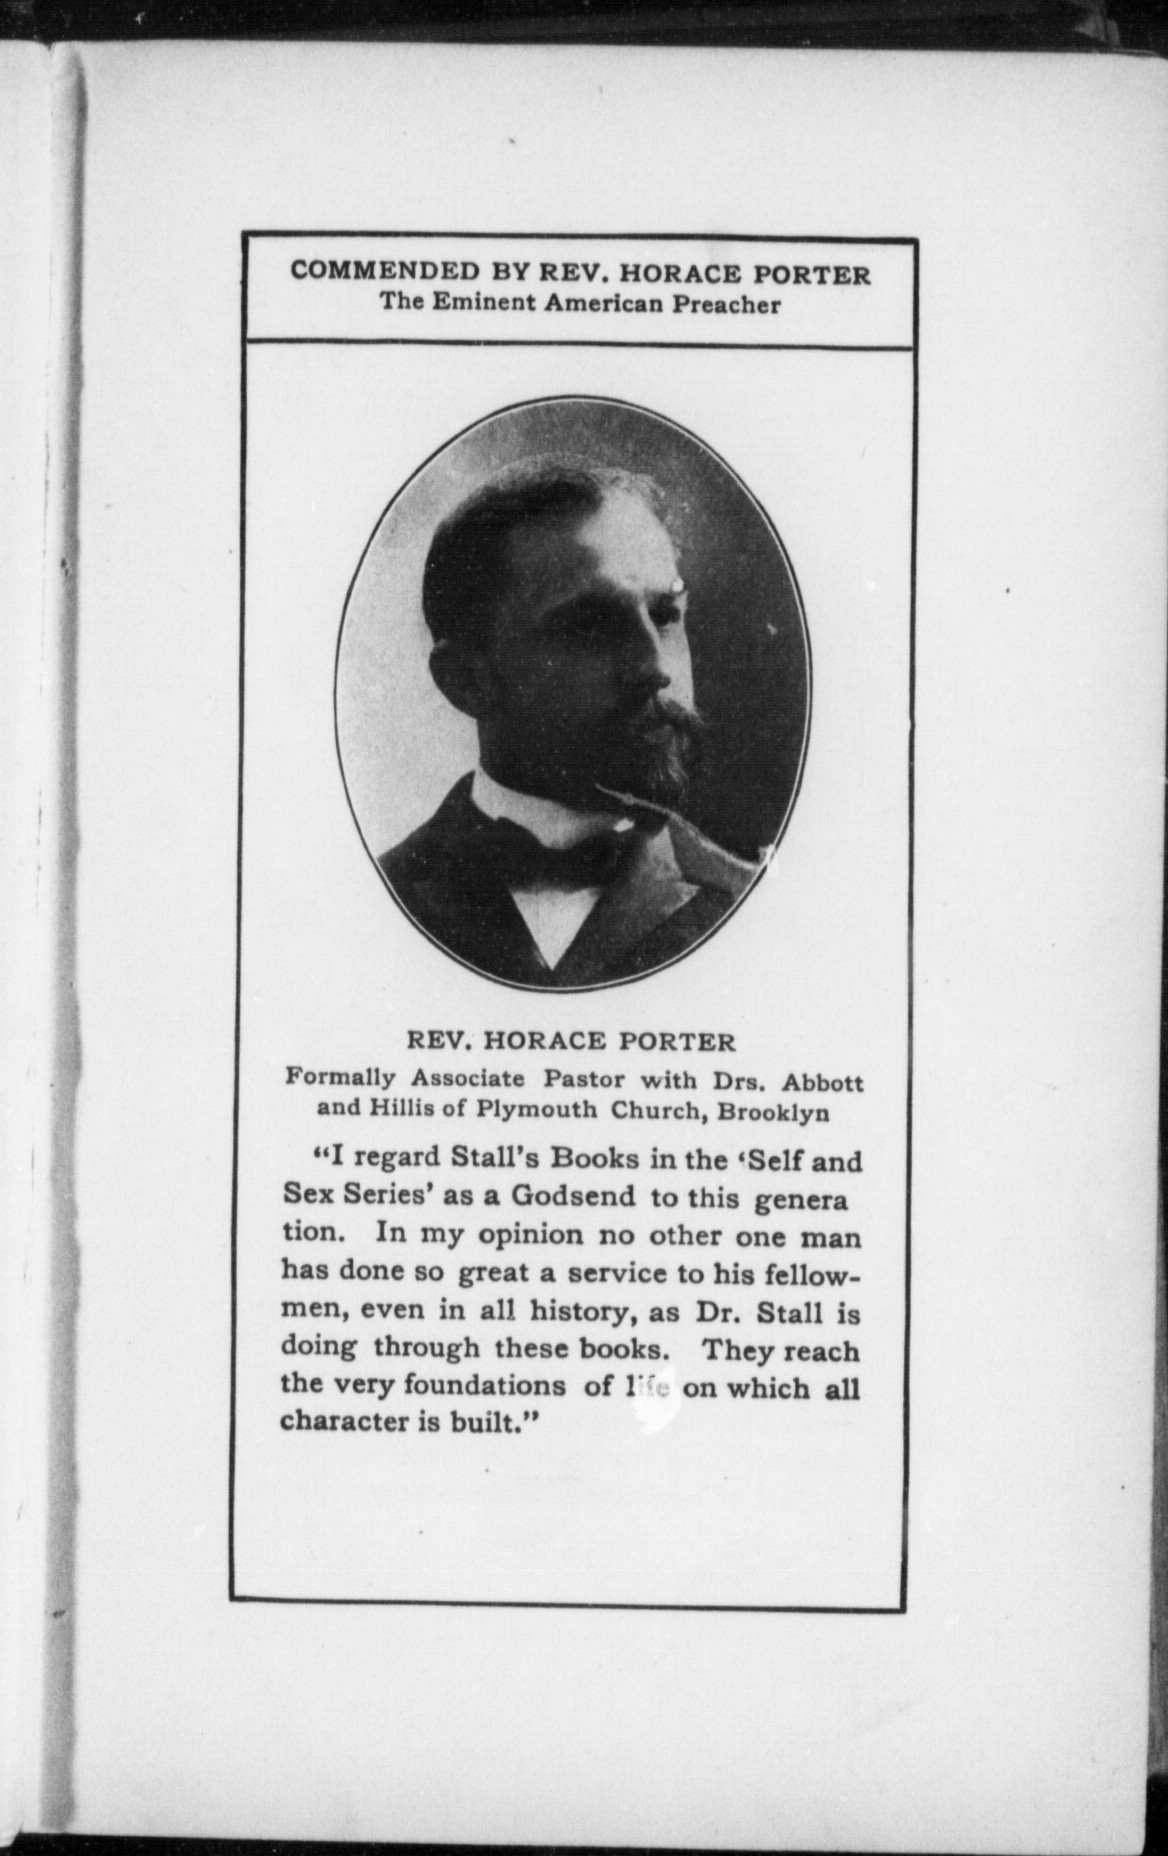 COMMENDED BY REV. HORACE PORTER
The Eminent American Preacher
REV. HORACE PORTER
Formally Associate Pastor with Drs. Abbott
and Hillis of Plymouth Church, Brooklyn
“I regard Stall’s Books in the ‘Self and
Sex Series’ as a Godsend to this genera
tion. In my opinion no other one man
has done so great a service to his fellow-
men, even in all history, as Dr. Stall is
doing through these books. They reach
the very foundations of life on which all
character is built.”